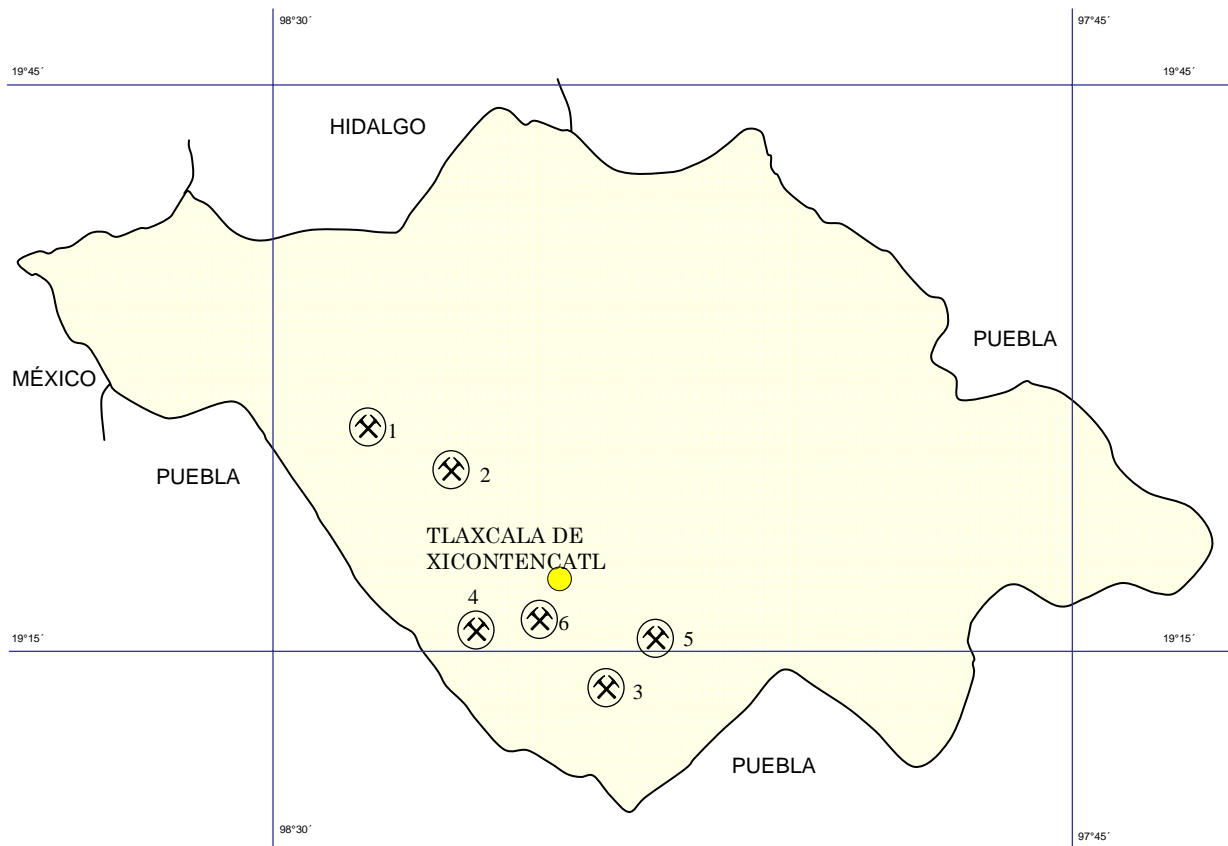 98°30´
97°45´
19°45´
19°45´
HIDALGO
PUEBLA
MÉXICO
1
PUEBLA
2
TLAXCALA DE
XICONTENCATL
4
6
5
19°15´
19°15´
3
PUEBLA
98°30´
97°45´